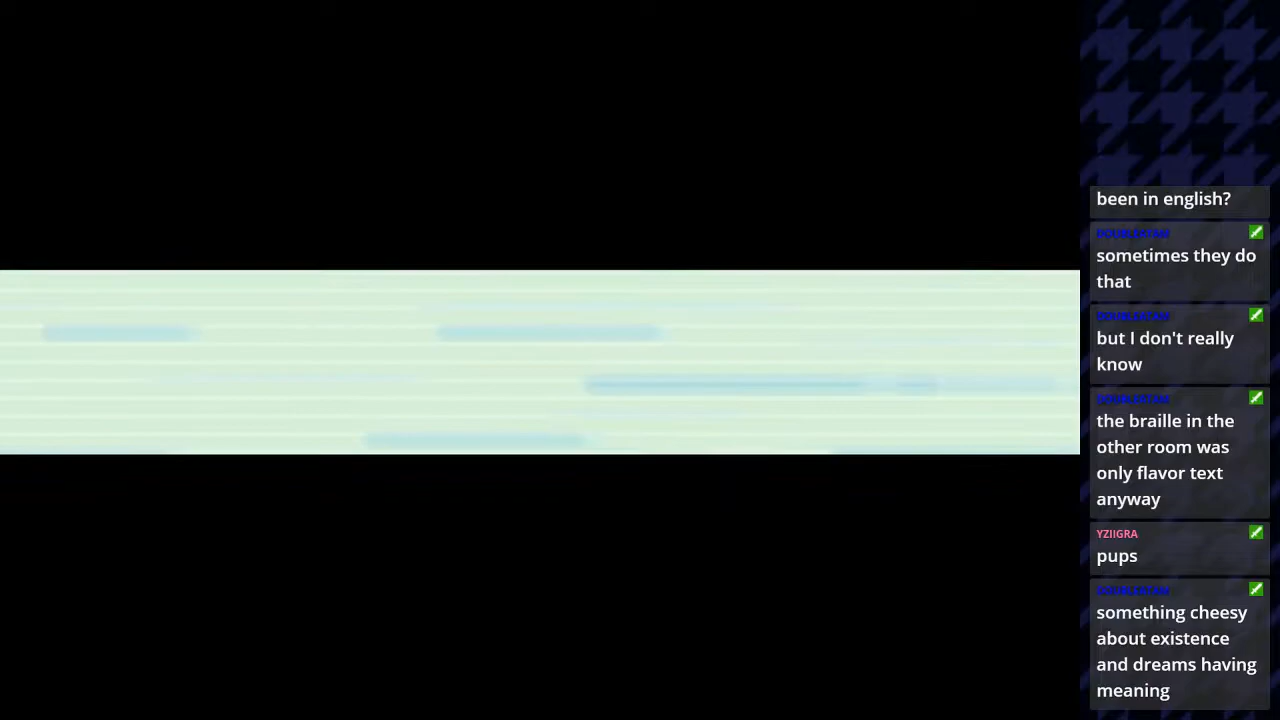 been in english?
sometimes they do
that
but I don't really
know
the braille in the
other room was
only flavor text
anyway
YZIIGRA
pups
something cheesy
about existence
and dreams having
meaning